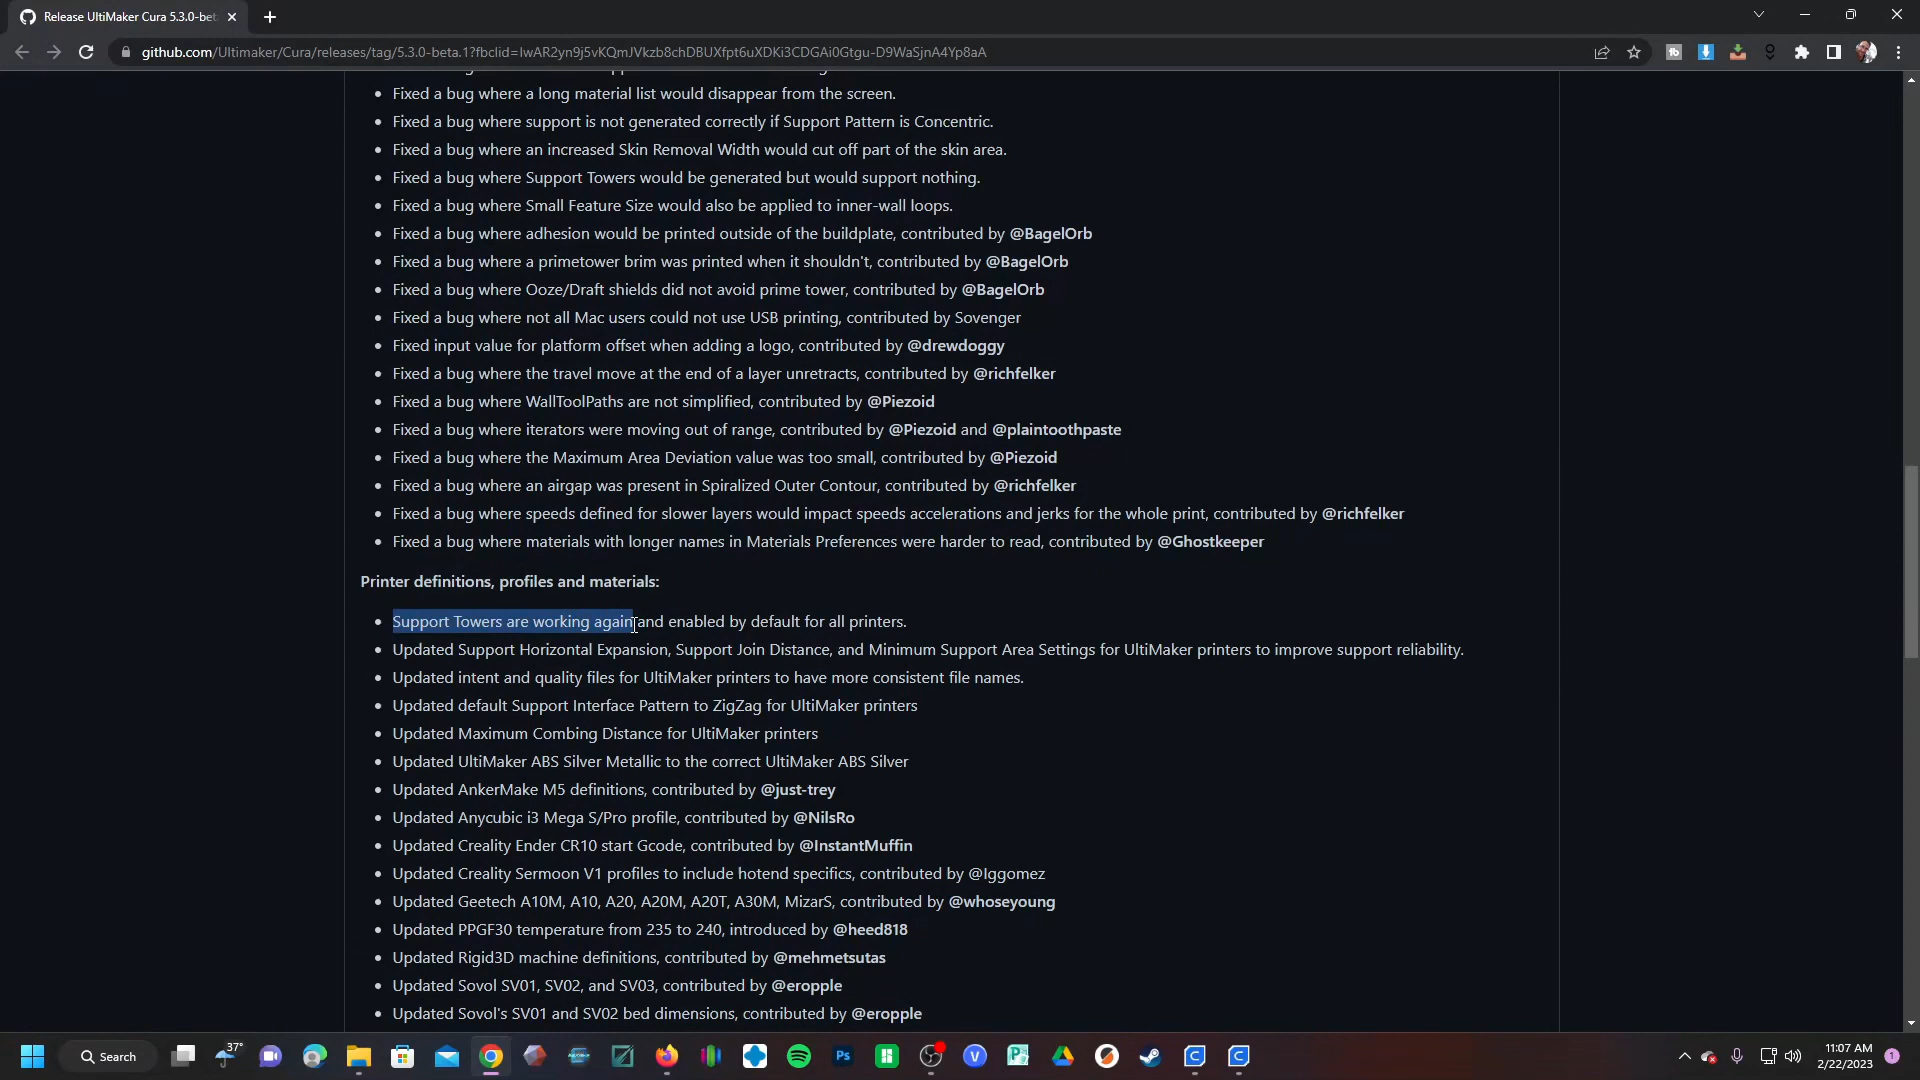 Release UltiMaker Cura 5.3.0-bet
github.com/Ultimaker/Cura/releases/tag/5.3.0-beta.1?fbclid=IwAR2yn9j5vKQmJVkzb8chDBUXfpt6uXDKi3CDGAi0Gtgu-D9WaSjnA4Yp8aA
Fixed a bug where a long material list would disappear from the screen.
Fixed a bug where support is not generated correctly if Support Pattern is Concentric.
Fixed a bug where an increased Skin Removal Width would cut off part of the skin area.
Fixed a bug where Support Towers would be generated but would support nothing.
Fixed a bug where Small Feature Size would also be applied to inner-wall loops.
Fixed a bug where adhesion would be printed outside of the buildplate, contributed by @BagelOrb
Fixed a bug where a primetower brim was printed when it shouldn't, contributed by @BagelOrb
Fixed a bug where Ooze/Draft shields did not avoid prime tower, contributed by @BagelOrb
Fixed a bug where not all Mac users could not use USB printing, contributed by Sovenger
Fixed input value for platform offset when adding a logo, contributed by @drewdoggy
Fixed a bug where the travel move at the end of a layer unretracts, contributed by @richfelker
Fixed a bug where WallToolPaths are not simplified, contributed by @Piezoid
Fixed a bug where iterators were moving out of range, contributed by @Piezoid and @plaintoothpaste
Fixed a bug where the Maximum Area Deviation value was too small, contributed by @Piezoid
Fixed a bug where an airgap was present in Spiralized Outer Contour, contributed by @richfelker
Fixed a bug where speeds defined for slower layers would impact speeds accelerations and jerks for the whole print, contributed by @richfelker
Fixed a bug where materials with longer names in Materials Preferences were harder to read, contributed by @Ghostkeeper
Printer definitions, profiles and materials:
Support Towers are working again and enabled by default for all printers.
Updated Support Horizontal Expansion, Support Join Distance, and Minimum Support Area Settings for UltiMaker printers to improve support reliability.
Updated intent and quality files for UltiMaker printers to have more consistent file names.
Updated default Support Interface Pattern to ZigZag for UltiMaker printers
Updated Maximum Combing Distance for UltiMaker printers
Updated UltiMaker ABS Silver Metallic to the correct UltiMaker ABS Silver
Updated AnkerMake M5 definitions, contributed by @just-trey
Updated Anycubic i3 Mega S/Pro profile, contributed by @NilsRo
Updated Creality Ender CR10 start Gcode, contributed by @InstantMuffin
Updated Creality Sermoon V1 profiles to include hotend specifics, contributed by @Iggomez
Updated Geetech A10M, A10, A20, A20M, A20T, A30M, MizarS, contributed by @whoseyoung
Updated PPGF30 temperature from 235 to 240, introduced by @heed818
Updated Rigid3D machine definitions, contributed by @mehmetsutas
Updated Sovol SV01, SV02, and SV03, contributed by @eropple
Updated Sovol's SV01 and SV02 bed dimensions, contributed by @eropple
Search
37°
Ps
11:07 AM
2/22/2023
1